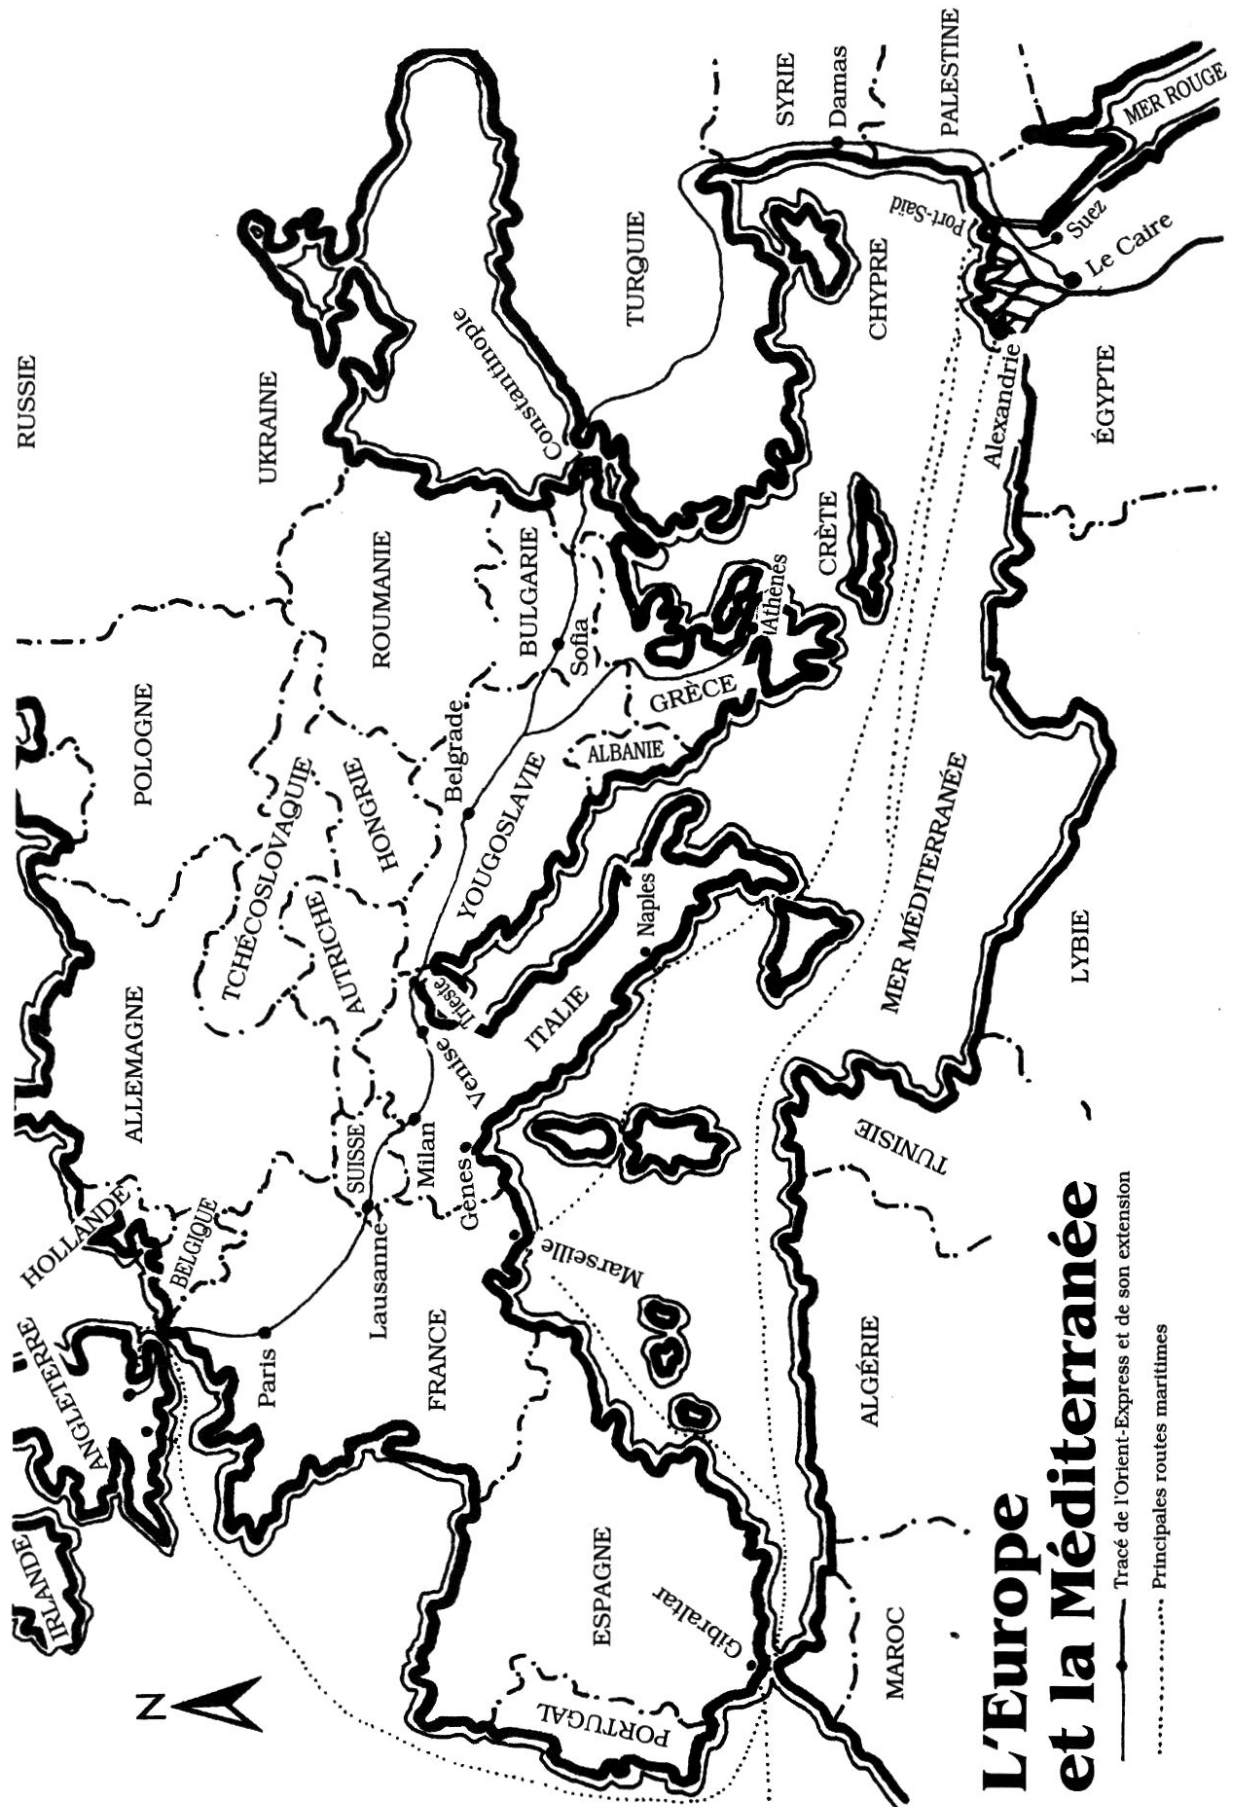 L'Europe
et la Méditerranée
Tracé de l'Orient-Express et de son extension
Principales routes maritimes
N
IRLANDE
ANGLETERRE
HOLLANDE
BELGIQUE
ALLEMAGNE
POLOGNE
RUSSIE
Paris
TCHÉCOSLOVAQUIE
UKRAINE
Lausanne
SUISSE
AUTRICHE
HONGRIE
ROUMANIE
FRANCE
Milan
Gênes
Venise
Trieste
Belgrade
YOUGOSLAVIE
BULGARIE
Sofia
Constantinople
PORTUGAL
ESPAGNE
Marseille
ITALIE
Naples
ALBANIE
GRÈCE
Athènés
TURQUIE
Gibraltar
CRÈTE
CHYPRE
SYRIE
Damas
MAROC
ALGÉRIE
TUNISIE
MER MÉDITERRANÉE
Port-Saïd
PALESTINE
LYBIE
Alexandrie
ÉGYPTE
Le Caire
Suez
MER ROUGE